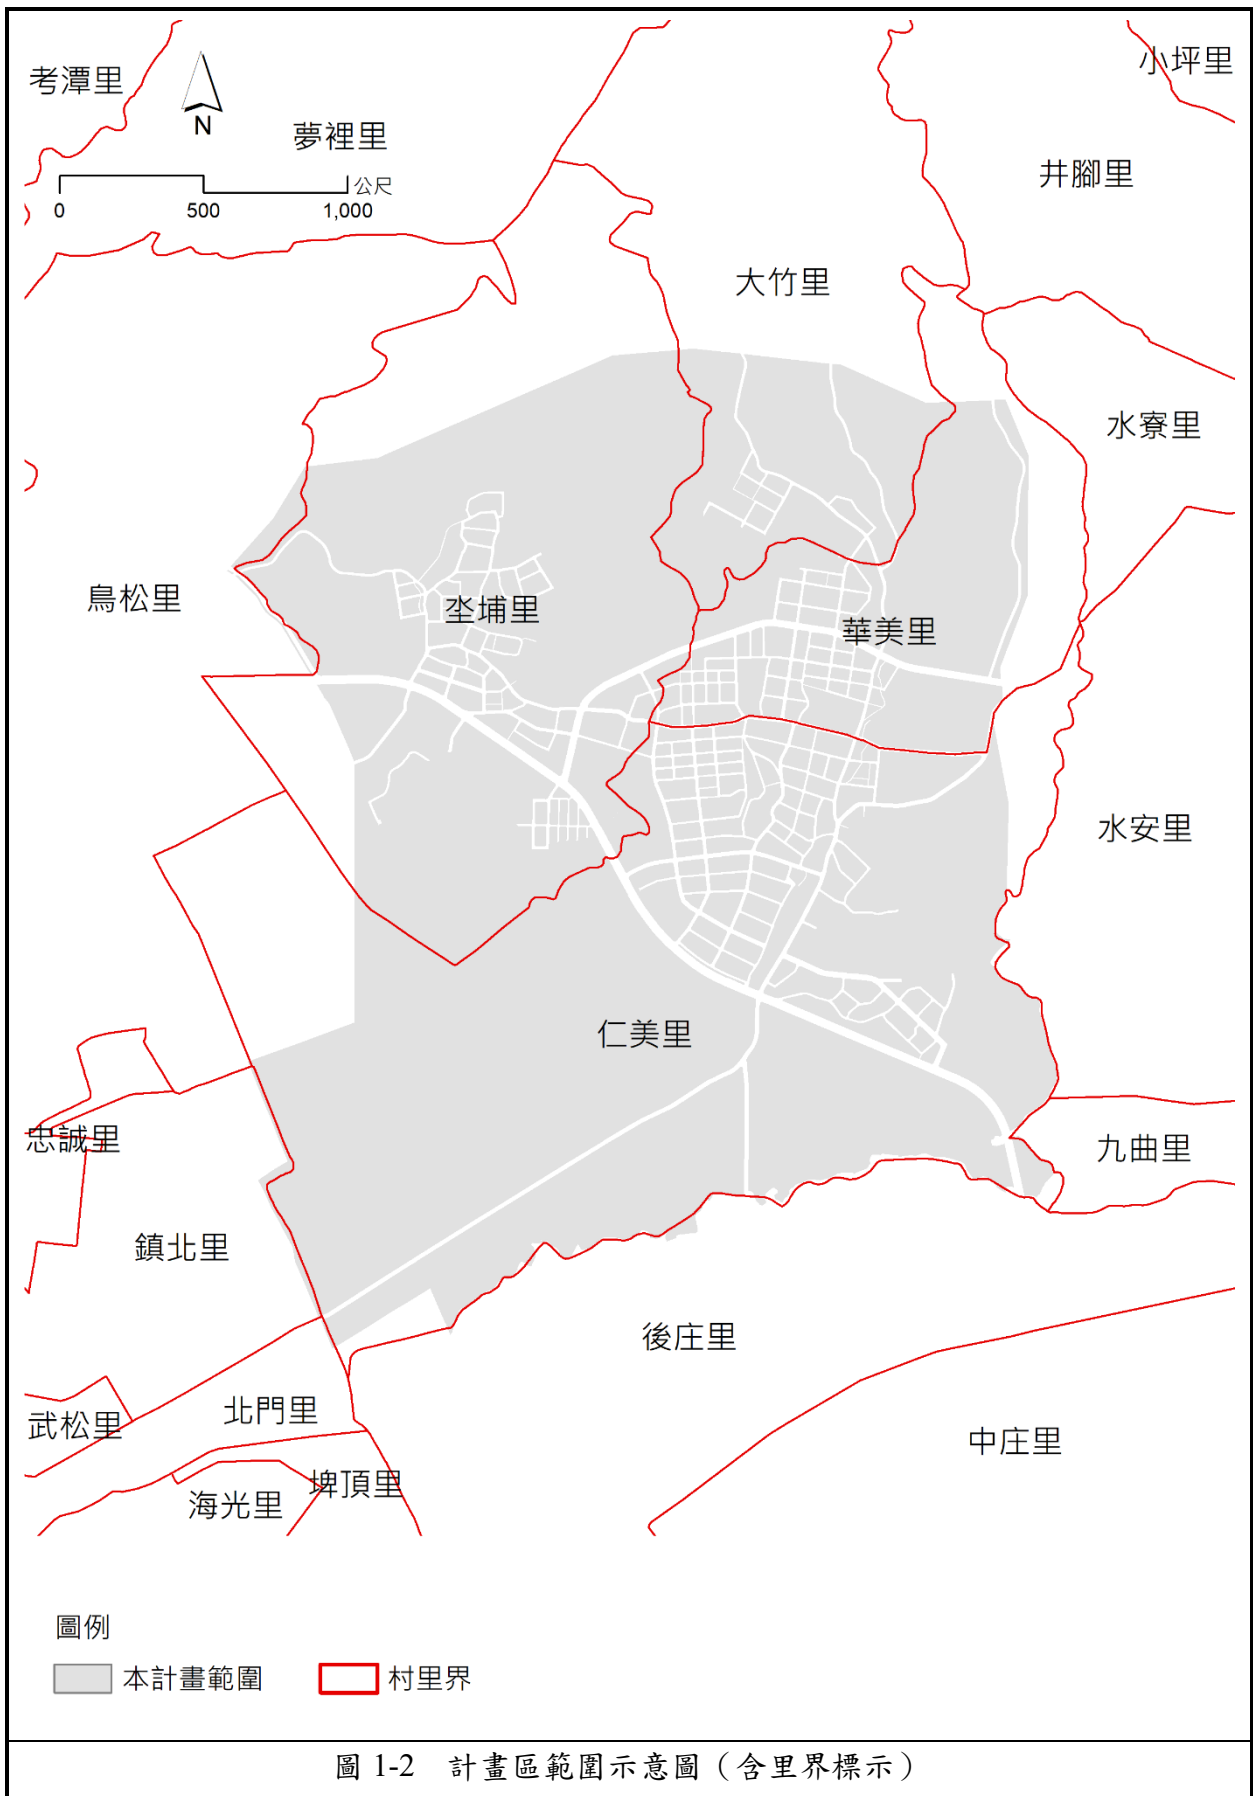 小坪里
考潭里
N
夢裡里
井腳里
公尺
0 500 1,000
大竹里
水寮里
鳥松里
坔埔里
華美里
水安里
仁美里
忠誠里
九曲里
鎮北里
後庄里
北門里
武松里
中庄里
埤頂里
海光里
圖例
本計畫範圍 村里界
圖 1-2 計畫區範圍示意圖（含里界標示）